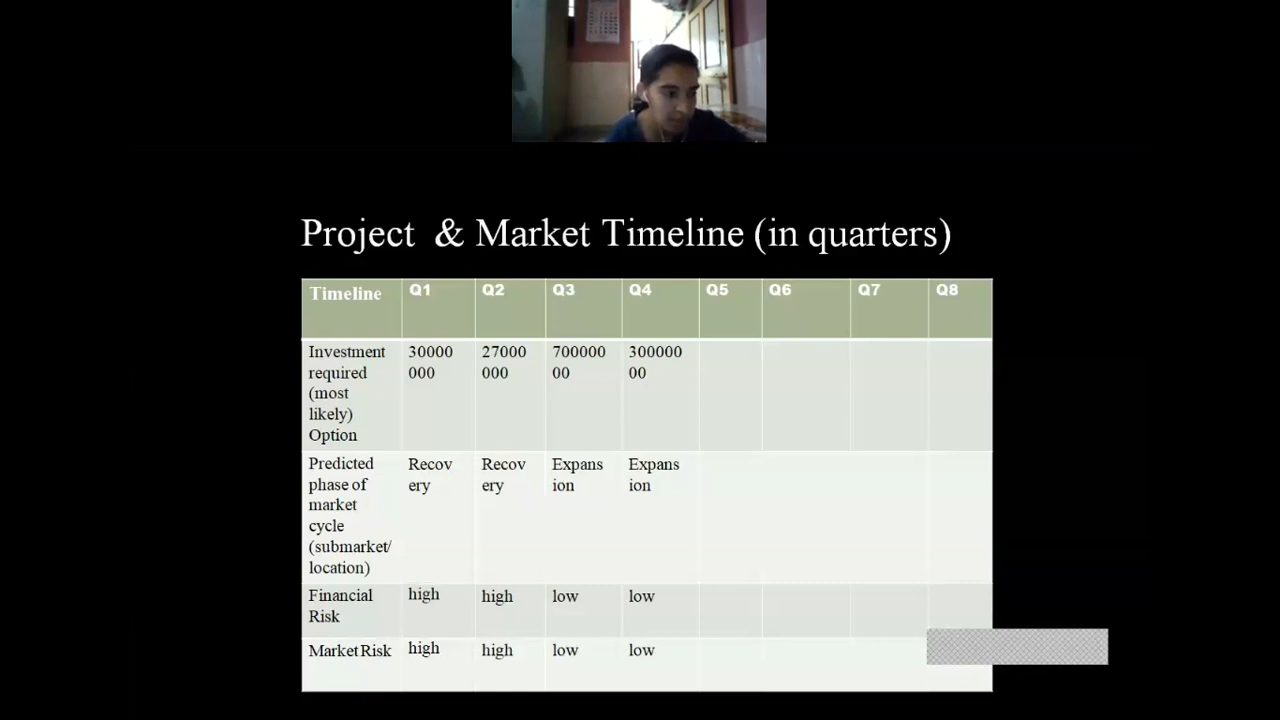 Project & Market Timeline (in quarters)
Timeline Q1 Q2 Q3 Q4 Q5 Q6 Q7 Q8
Investment 30000 27000 700000 300000
required 000 000 00 00
(most
likely)
Option
Predicted Recov Recov Expans Expans
phase of ery ery ion ion
market
cycle
(submarket/
location)
Financial high high low low
Risk
Market Risk high high low low